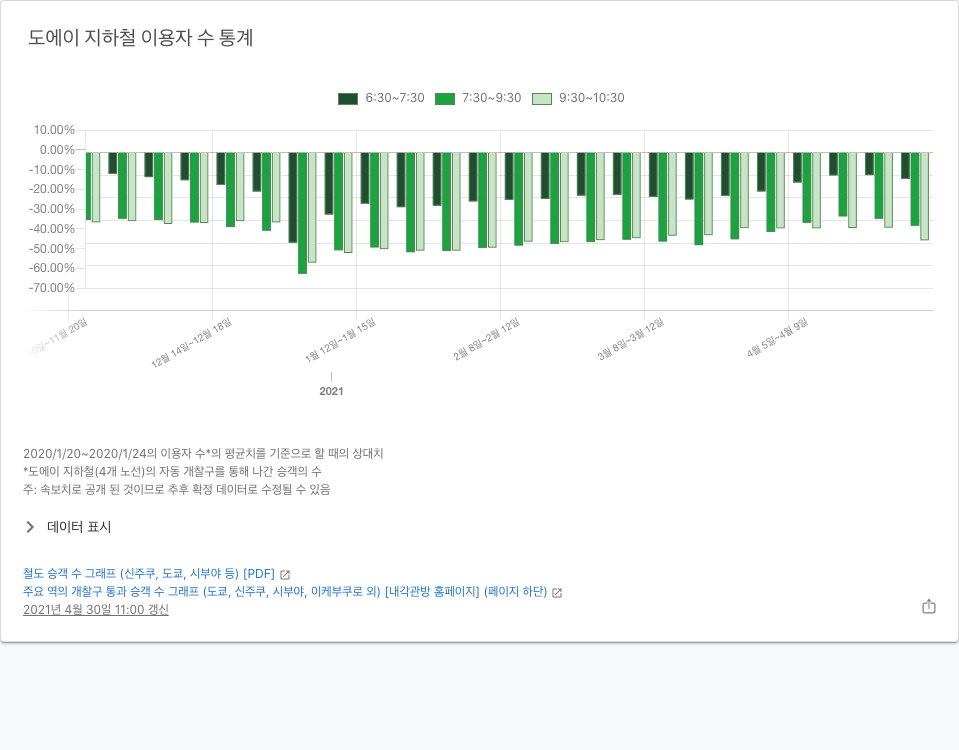 도에이 지하철 이용자 수 통계
6:30~7:30 7:30~9:30 9:30~10:30
10.00%
0.00%
-10.00%
-20.00%
-30.00%
-40.00%
-50.00%
-60.00%
-70.00%
~11월 20일
12월 14일~12월 18일
1월 12일~1월 15일
2월 8일~2월 12일
3월 8일~3월 12일
4월 5일~4월 9일
2021
2020/1/20~2020/1/24의 이용자 수*의 평균치를 기준으로 할 때의 상대치
*도에이 지하철(4개 노선)의 자동 개찰구를 통해 나간 승객의 수
주: 속보치로 공개 된 것이므로 추후 확정 데이터로 수정될 수 있음
데이터 표시
철도 승객 수 그래프 (신주쿠, 도쿄, 시부야 등) [PDF]
주요 역의 개찰구 통과 승객 수 그래프 (도쿄, 신주쿠, 시부야, 이케부쿠로 외) [내각관방 홈페이지] (페이지 하단)
2021년 4월 30일 11:00 갱신